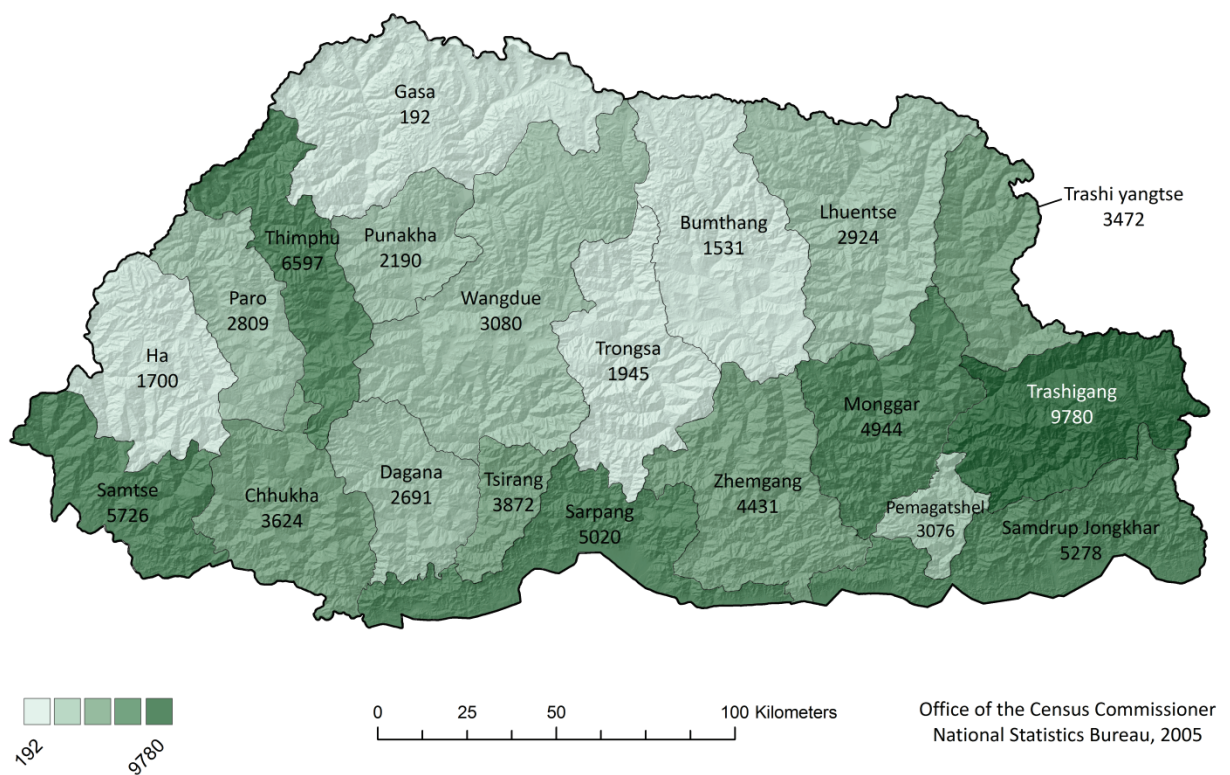 Gasa
192
Trashi yangtse
3472
Bumthang
1531
Lhuentse
2924
Thimphu
6597
Punakha
2190
Paro
2809
Wangdue
3080
Ha
1700
Trongsa
1945
Monggar
4944
Trashigang
9780
Samtse
5726
Chhukha
3624
Dagana
2691
Tsirang
3872
Sarpang
5020
Zhemgang
4431
Pemagatshel
3076
Samdrup Jongkhar
5278
192
9780
0 25 50 100 Kilometers
Office of the Census Commissioner
National Statistics Bureau, 2005